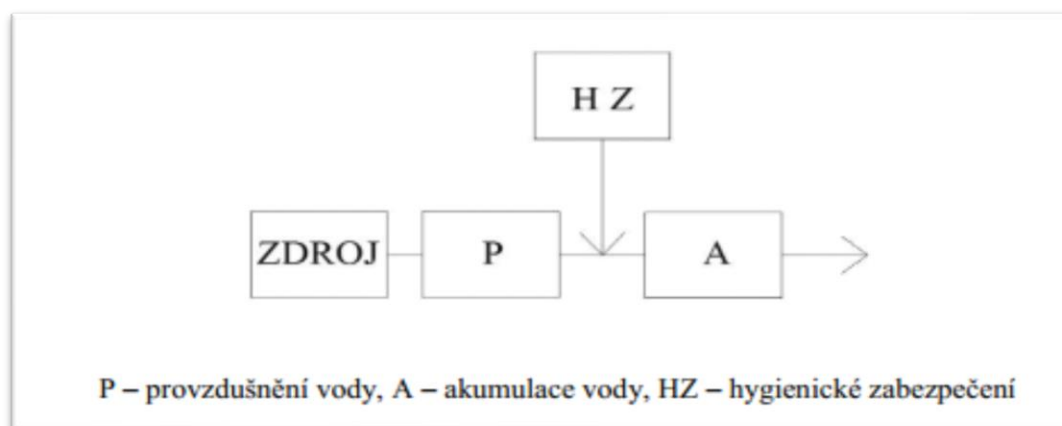 H Z
ZDROJ P A
P – provzdušnění vody, A – akumulace vody, HZ – hygienické zabezpečení